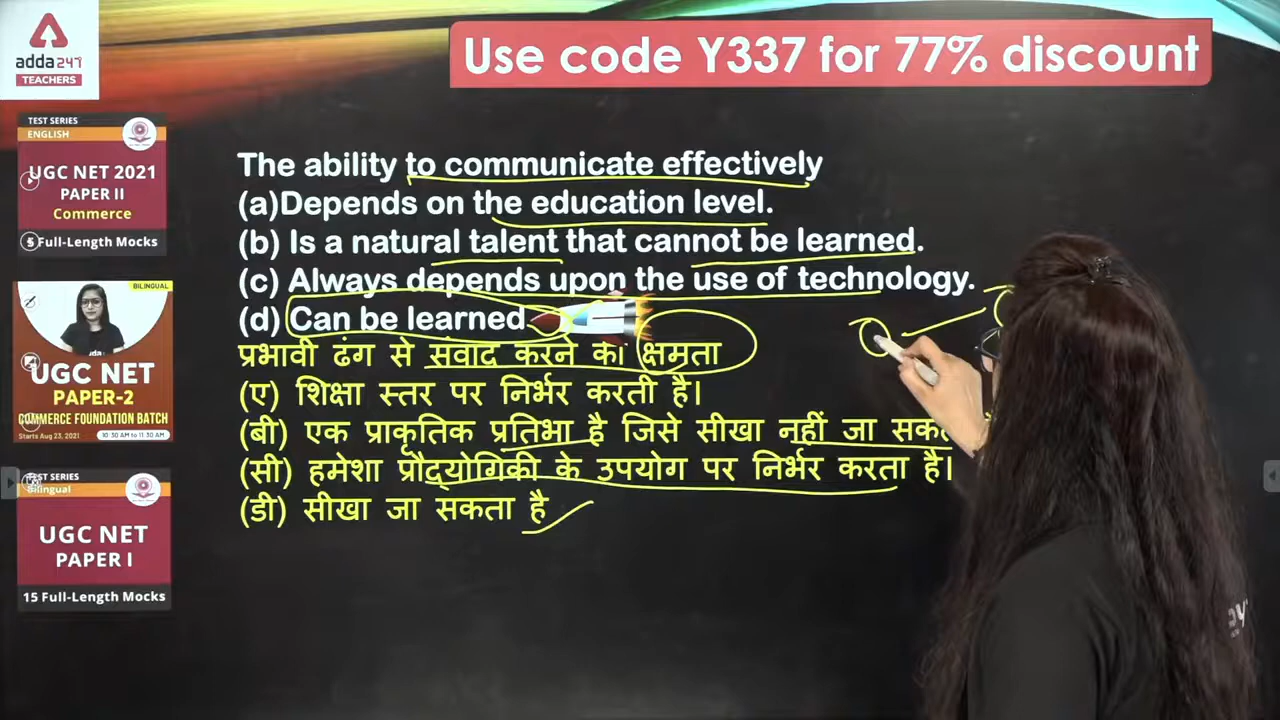 adda247
TEACHERS
Use code Y337 for 77% discount
TEST SERIES
ENGLISH
UGC NET 2021
PAPER II
Commerce
5 Full-Length Mocks
BILINGUAL
adda
UGC NET
PAPER-2
COMMERCE FOUNDATION BATCH
Starts Aug 23, 2021 10:30 AM to 11:30 AM
TEST SERIES
Bilingual
UGC NET
PAPER I
15 Full-Length Mocks
The ability to communicate effectively
(a)Depends on the education level.
(b) Is a natural talent that cannot be learned.
(c) Always depends upon the use of technology.
(d) Can be learned
प्रभावी ढंग से संवाद करने की क्षमता
(ए) शिक्षा स्तर पर निर्भर करती है।
(बी) एक प्राकृतिक प्रतिभा है जिसे सीखा नहीं जा
(सी) हमेशा प्रौद्योगिकी के उपयोग पर निर्भर करता है।
(डी) सीखा जा सकता है